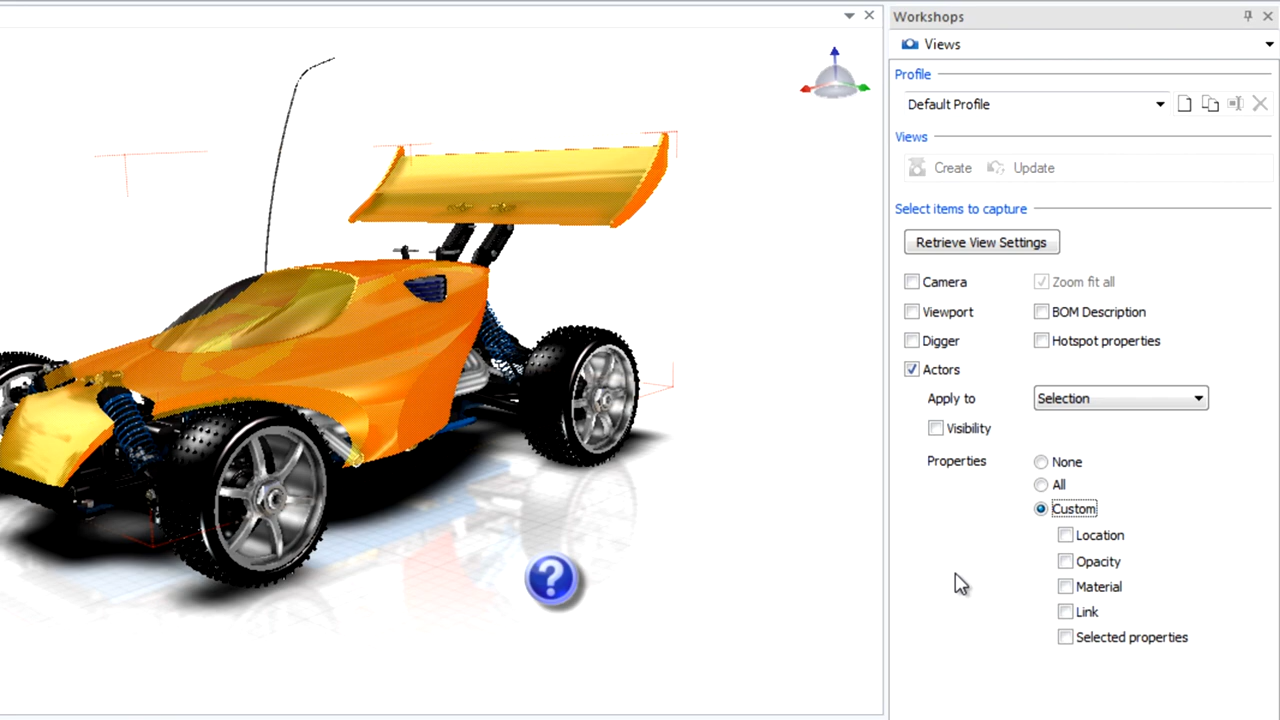 Workshops
Views
Profile
Default Profile
Views
Create Update
Select items to capture
Retrieve View Settings
Camera Zoom fit all
Viewport BOM Description
Digger Hotspot properties
Actors
Apply to Selection
Visibility
Properties None
All
Custom
Location
Opacity
Material
Link
Selected properties
?